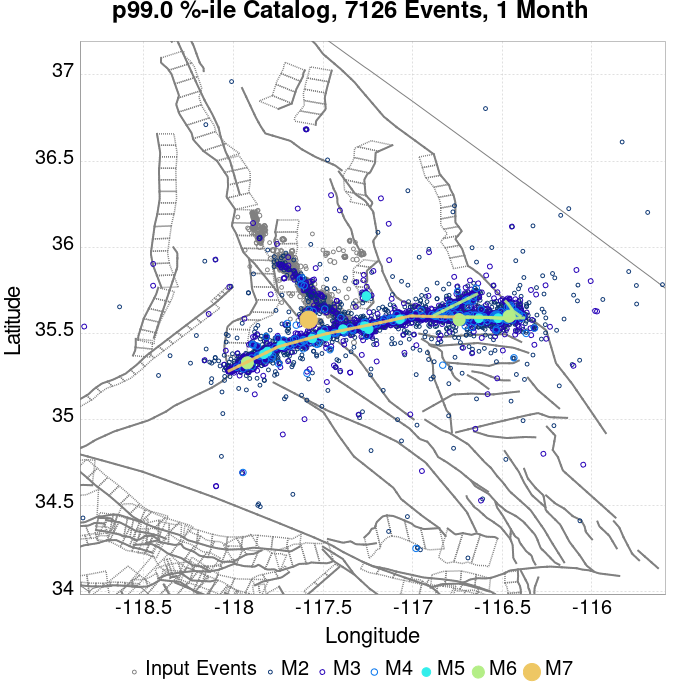 p99.0 %-ile Catalog, 7126 Events, 1 Month
37
36.5
36
35.5
35
34.5
34
Latitude
-118.5 -118 -117.5 -117 -116.5 -116
Longitude
Input Events M2 M3 M4 M5 M6 M7